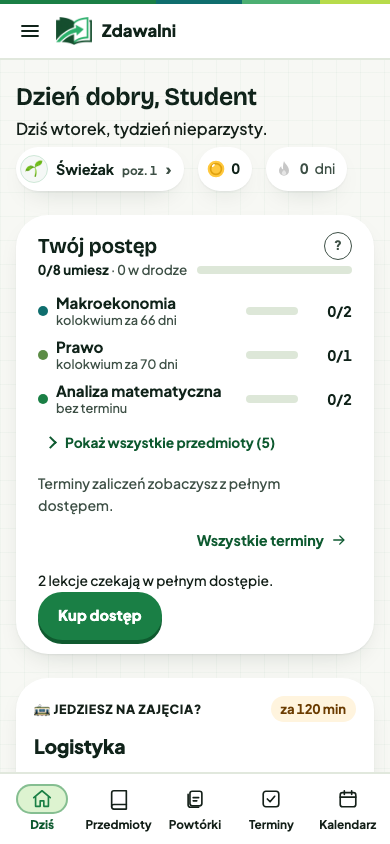 Zdawalni
Dzień dobry, Student
Dziś wtorek, tydzień nieparzysty.
Świeżak poz. 1 ›
0
0 dni
Twój postęp
?
0/8 umiesz · 0 w drodze
Makroekonomia
kolokwium za 66 dni
0/2
Prawo
kolokwium za 70 dni
0/1
Analiza matematyczna
bez terminu
0/2
Pokaż wszystkie przedmioty (5)
Terminy zaliczeń zobaczysz z pełnym
dostępem.
Wszystkie terminy →
2 lekcje czekają w pełnym dostępie.
Kup dostęp
JEDZIESZ NA ZAJĘCIA?
za 120 min
Logistyka
Dziś
Przedmioty
Powtórki
Terminy
Kalendarz